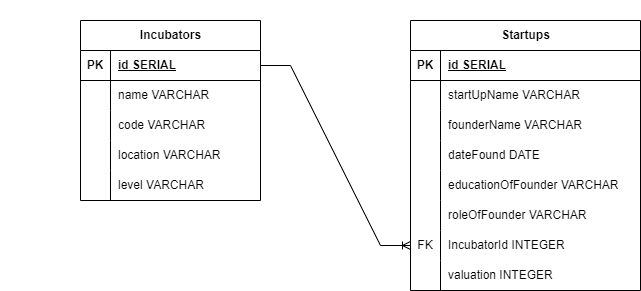 Incubators
PK id SERIAL
name VARCHAR
code VARCHAR
location VARCHAR
level VARCHAR
Startups
PK id SERIAL
startUpName VARCHAR
founderName VARCHAR
dateFound DATE
educationOfFounder VARCHAR
roleOfFounder VARCHAR
FK IncubatorId INTEGER
valuation INTEGER